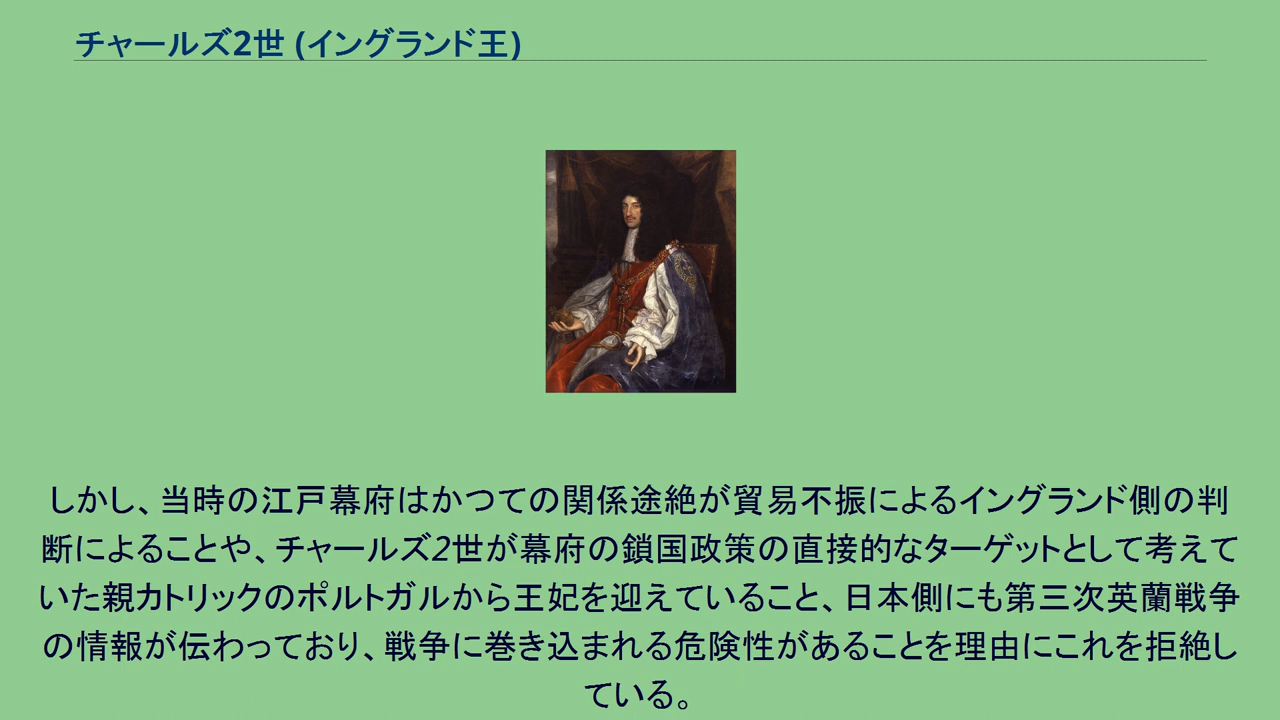 チャールズ2世 (イングランド王)
しかし、当時の江戸幕府はかつての関係途絶が貿易不振によるイングランド側の判
断によることや、チャールズ2世が幕府の鎖国政策の直接的なターゲットとして考えて
いた親カトリックのポルトガルから王妃を迎えていること、日本側にも第三次英蘭戦争
の情報が伝わっており、戦争に巻き込まれる危険性があることを理由にこれを拒絶し
ている。